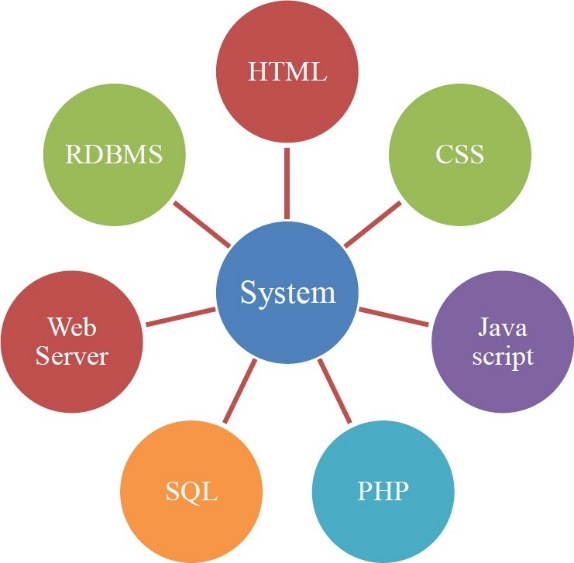 HTML
CSS
Java
script
PHP
SQL
Web
Server
RDBMS
System